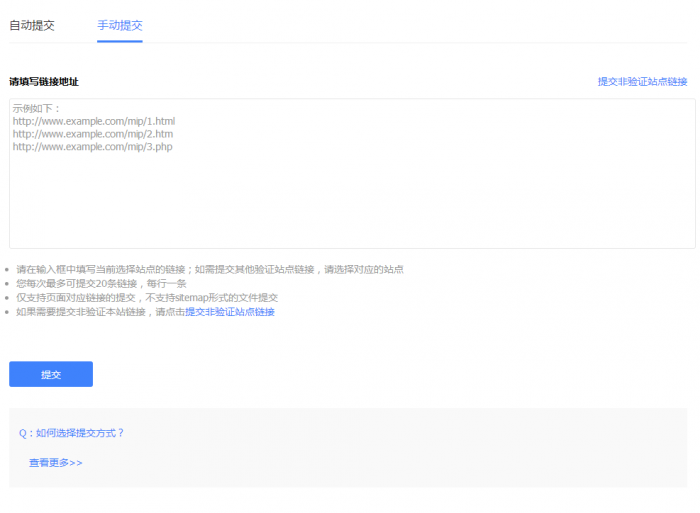 自动提交 手动提交
请填写链接地址 提交非验证站点链接
示例如下：
http://www.example.com/mip/1.html
http://www.example.com/mip/2.htm
http://www.example.com/mip/3.php
请在输入框中填写当前选择站点的链接；如需提交其他验证站点链接，请选择对应的站点
您每次最多可提交20条链接，每行一条
仅支持页面对应链接的提交，不支持sitemap形式的文件提交
如果需要提交非验证本站链接，请点击提交非验证站点链接
提交
Q：如何选择提交方式？
查看更多>>